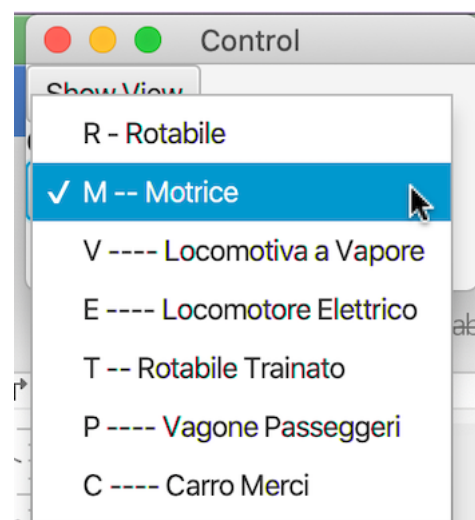 Control
Show View
R - Rotabile
✓ M -- Motrice
V ---- Locomotiva a Vapore
E ---- Locomotore Elettrico
T -- Rotabile Trainato
P ---- Vagone Passeggeri
C ---- Carro Merci